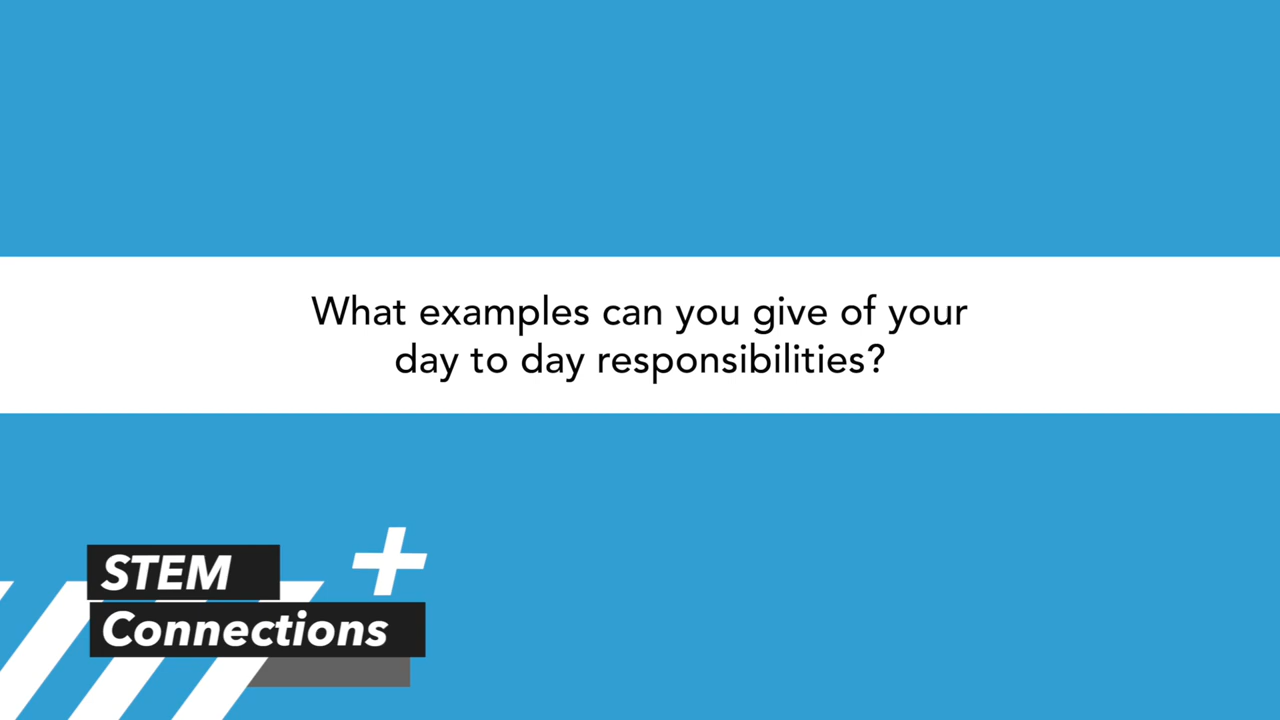 What examples can you give of your
day to day responsibilities?
STEM
Connections